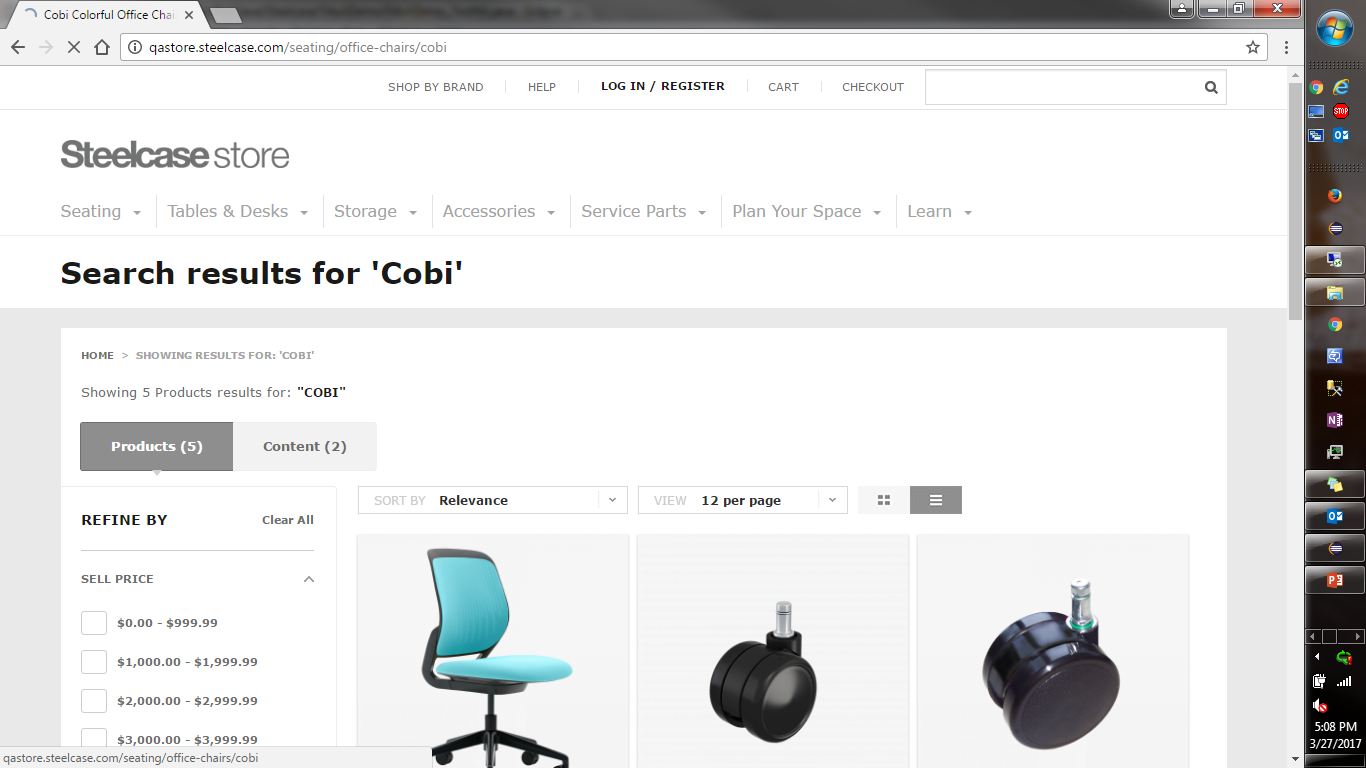 Cobi Colorful Office Chai
qastore.steelcase.com/seating/office-chairs/cobi
SHOP BY BRAND
HELP
LOG IN / REGISTER
CART
CHECKOUT
Steelcase store
Seating
Tables & Desks
Storage
Accessories
Service Parts
Plan Your Space
Learn
Search results for 'Cobi'
HOME > SHOWING RESULTS FOR: 'COBI'
Showing 5 Products results for: "COBI"
Products (5)
Content (2)
REFINE BY
Clear All
SORT BY Relevance
VIEW 12 per page
SELL PRICE
$0.00 - $999.99
$1,000.00 - $1,999.99
$2,000.00 - $2,999.99
$3,000.00 - $3,999.99
qastore.steelcase.com/seating/office-chairs/cobi
STOP
5:08 PM
3/27/2017